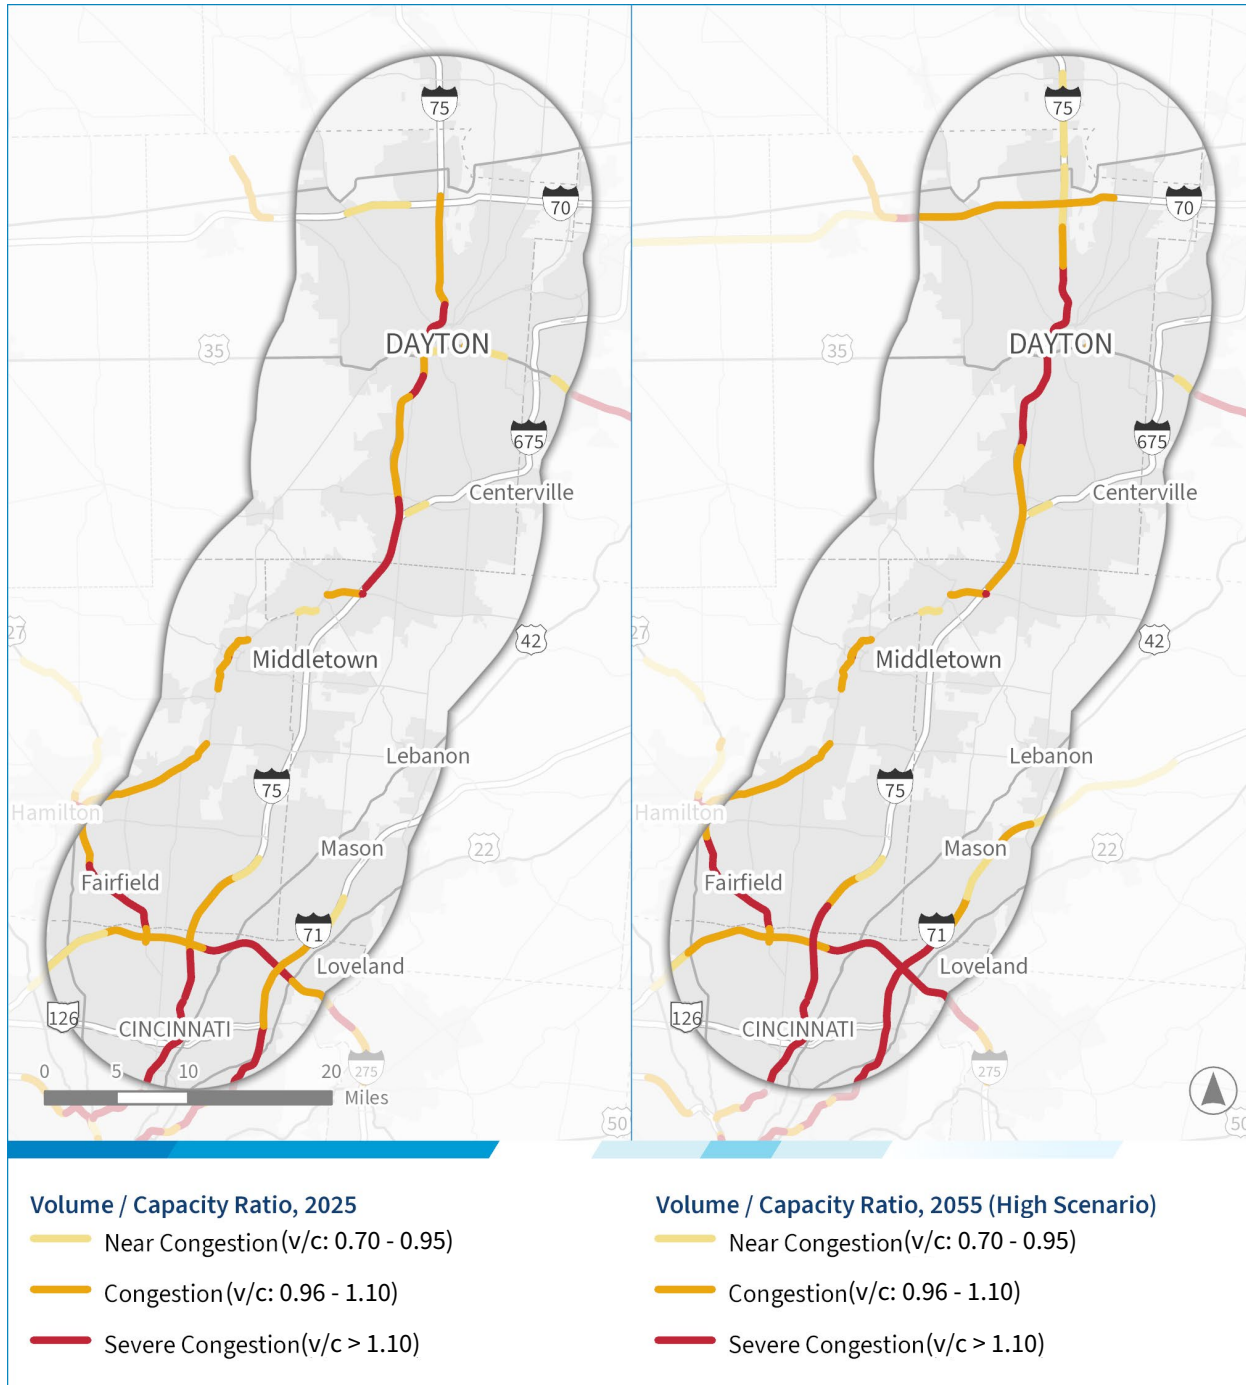 75
70
35
DAYTON
675
Centerville
27
42
Middletown
Lebanon
75
Hamilton
Mason
22
Fairfield
71
Loveland
126
CINCINNATI
0 5 10 20
Miles
275
50
75
70
35
DAYTON
675
Centerville
27
42
Middletown
Lebanon
75
Hamilton
Mason
22
Fairfield
71
Loveland
126
CINCINNATI
275
50
Volume / Capacity Ratio, 2025
Near Congestion(v/c: 0.70 - 0.95)
Congestion(v/c: 0.96 - 1.10)
Severe Congestion(v/c > 1.10)
Volume / Capacity Ratio, 2055 (High Scenario)
Near Congestion(v/c: 0.70 - 0.95)
Congestion(v/c: 0.96 - 1.10)
Severe Congestion(v/c > 1.10)